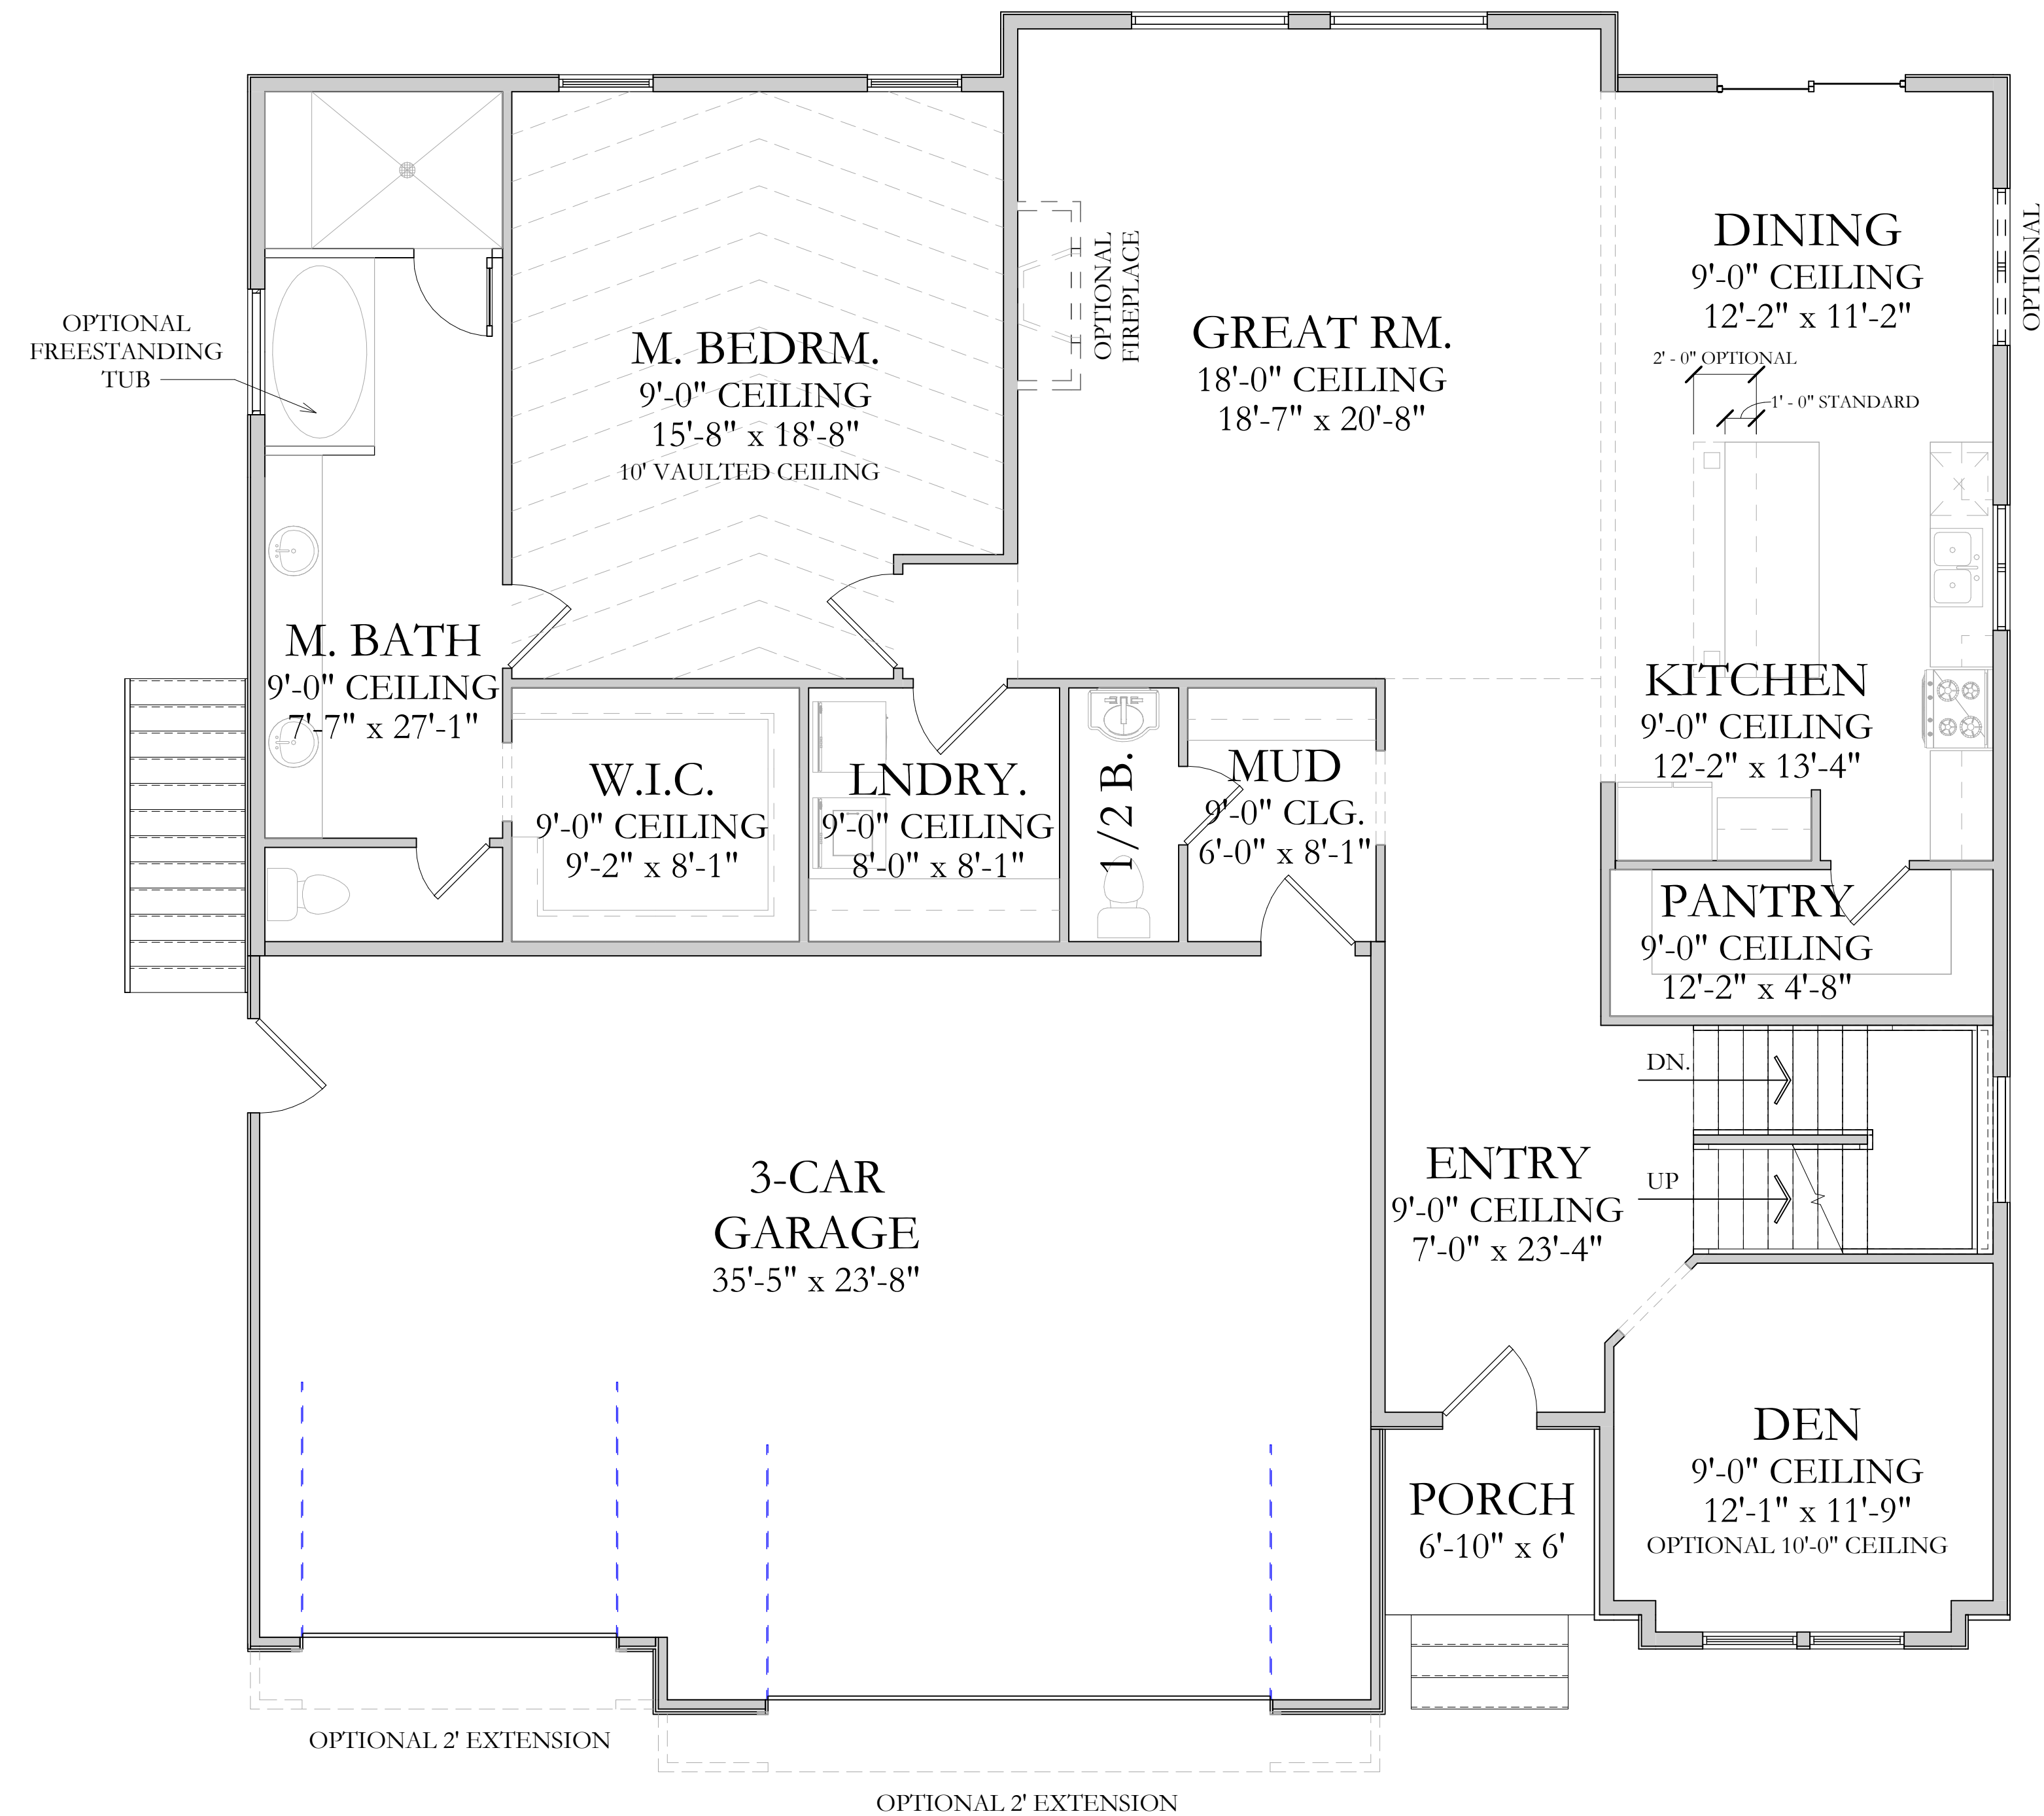 OPTIONAL
FREESTANDING
TUB
M. BEDRM.
9'-0" CEILING
15'-8" x 18'-8"
10' VAULTED CEILING
OPTIONAL
FIREPLACE
GREAT RM.
18'-0" CEILING
18'-7" x 20'-8"
DINING
9'-0" CEILING
12'-2" x 11'-2"
OPTIONAL
2' - 0" OPTIONAL
1' - 0" STANDARD
M. BATH
9'-0" CEILING
7'-7" x 27'-1"
W.I.C.
9'-0" CEILING
9'-2" x 8'-1"
LNDRY.
9'-0" CEILING
8'-0" x 8'-1"
1/2 B.
MUD
9'-0" CLG.
6'-0" x 8'-1"
KITCHEN
9'-0" CEILING
12'-2" x 13'-4"
PANTRY
9'-0" CEILING
12'-2" x 4'-8"
DN.
UP
3-CAR
GARAGE
35'-5" x 23'-8"
ENTRY
9'-0" CEILING
7'-0" x 23'-4"
PORCH
6'-10" x 6'
DEN
9'-0" CEILING
12'-1" x 11'-9"
OPTIONAL 10'-0" CEILING
OPTIONAL 2' EXTENSION
OPTIONAL 2' EXTENSION